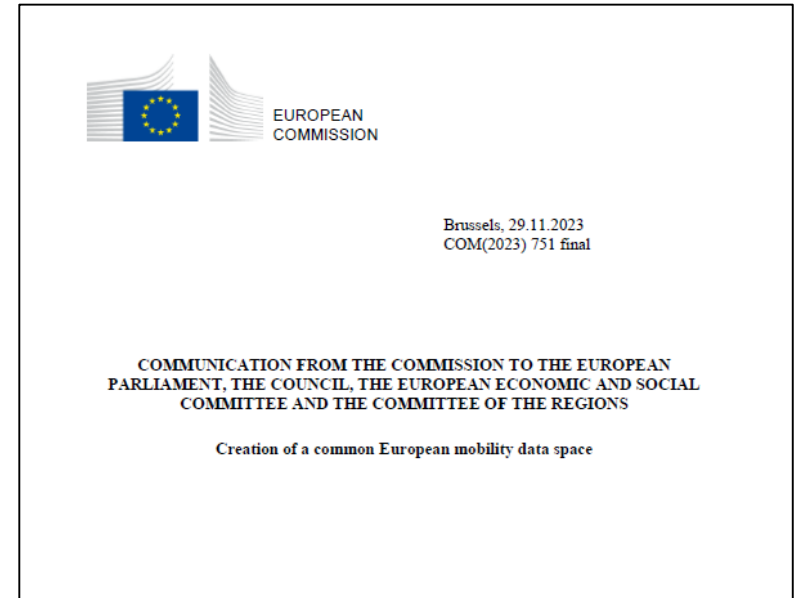 EUROPEAN
COMMISSION
Brussels, 29.11.2023
COM(2023) 751 final
COMMUNICATION FROM THE COMMISSION TO THE EUROPEAN
PARLIAMENT, THE COUNCIL, THE EUROPEAN ECONOMIC AND SOCIAL
COMMITTEE AND THE COMMITTEE OF THE REGIONS
Creation of a common European mobility data space